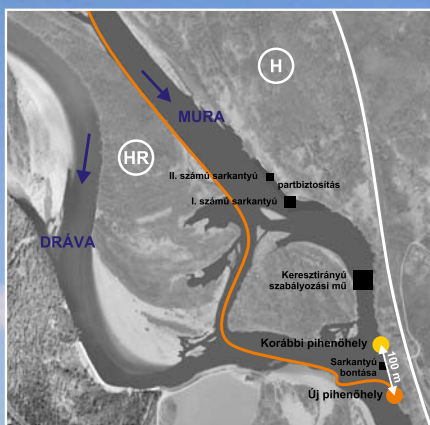 H
MURA
HR
II. számú sarkantyú
partbiztosítás
I. számú sarkantyú
DRÁVA
Keresztirányú
szabályozási mű
Korábbi pihenőhely
Sarkantyú
bontása
100 m
Új pihenőhely